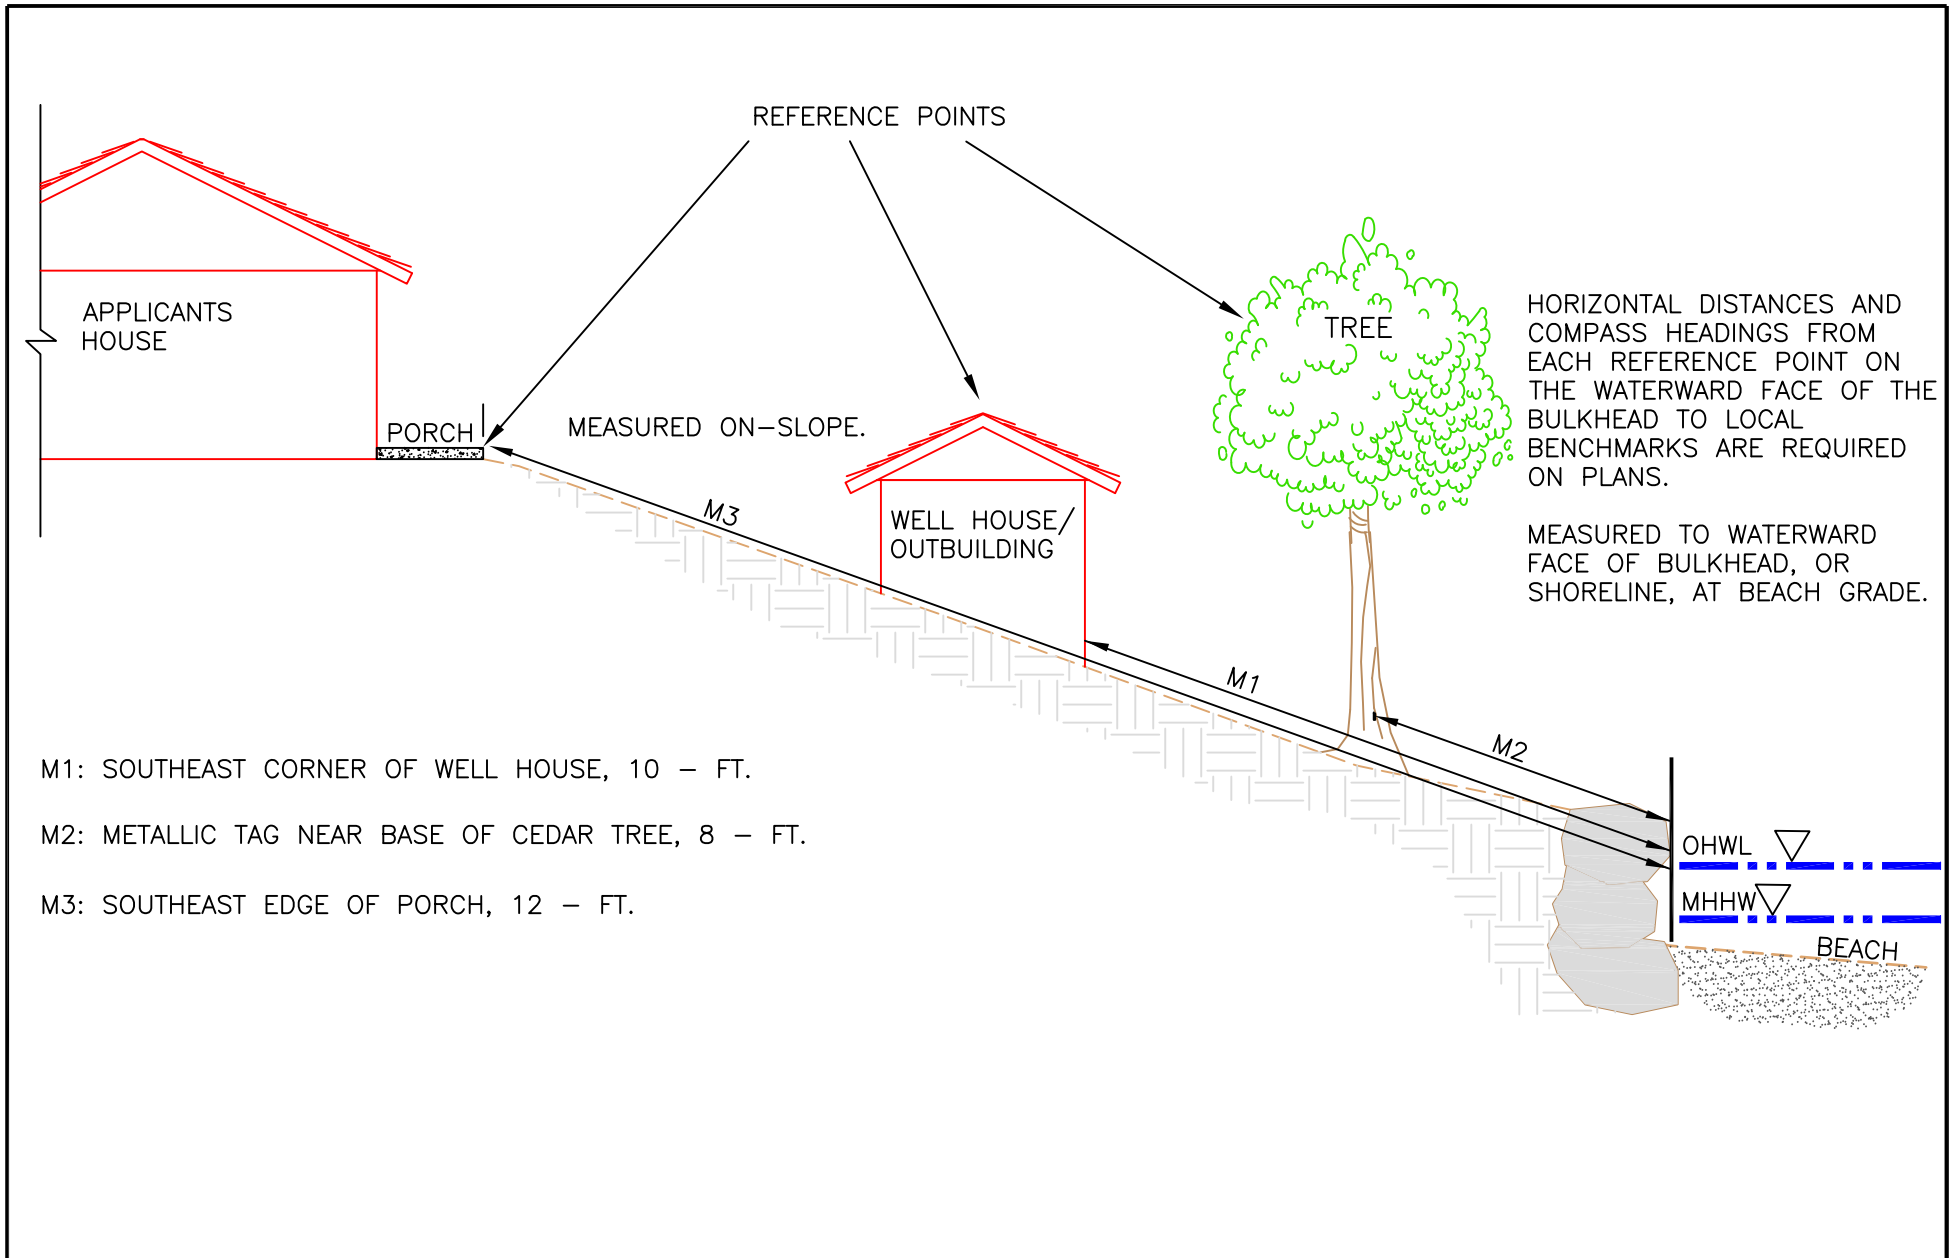 REFERENCE POINTS
APPLICANTS
HOUSE
PORCH
MEASURED ON-SLOPE.
TREE
HORIZONTAL DISTANCES AND
COMPASS HEADINGS FROM
EACH REFERENCE POINT ON
THE WATERWARD FACE OF THE
BULKHEAD TO LOCAL
BENCHMARKS ARE REQUIRED
ON PLANS.
MEASURED TO WATERWARD
FACE OF BULKHEAD, OR
SHORELINE, AT BEACH GRADE.
M3
WELL HOUSE/
OUTBUILDING
M1
M2
M1: SOUTHEAST CORNER OF WELL HOUSE, 10 - FT.
M2: METALLIC TAG NEAR BASE OF CEDAR TREE, 8 - FT.
M3: SOUTHEAST EDGE OF PORCH, 12 - FT.
OHWL
MHHW
BEACH